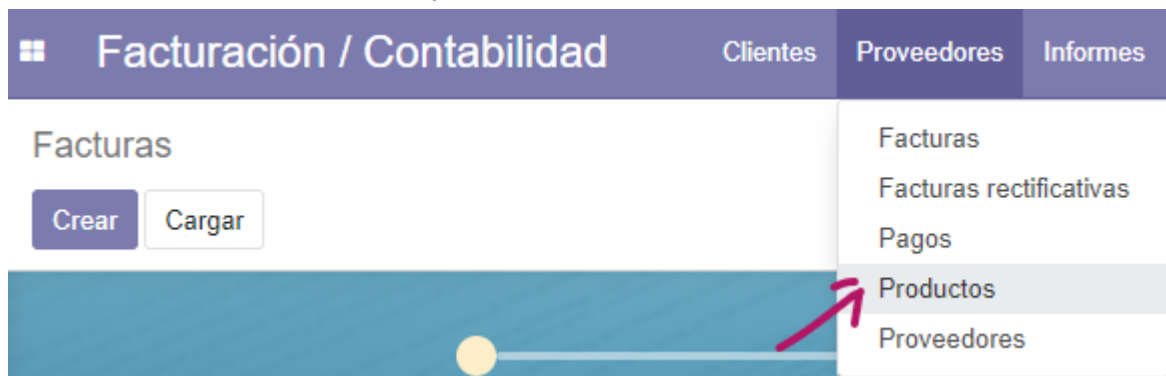 Facturación / Contabilidad Clientes Proveedores Informes
Facturas
Crear Cargar
Facturas
Facturas rectificativas
Pagos
Productos
Proveedores